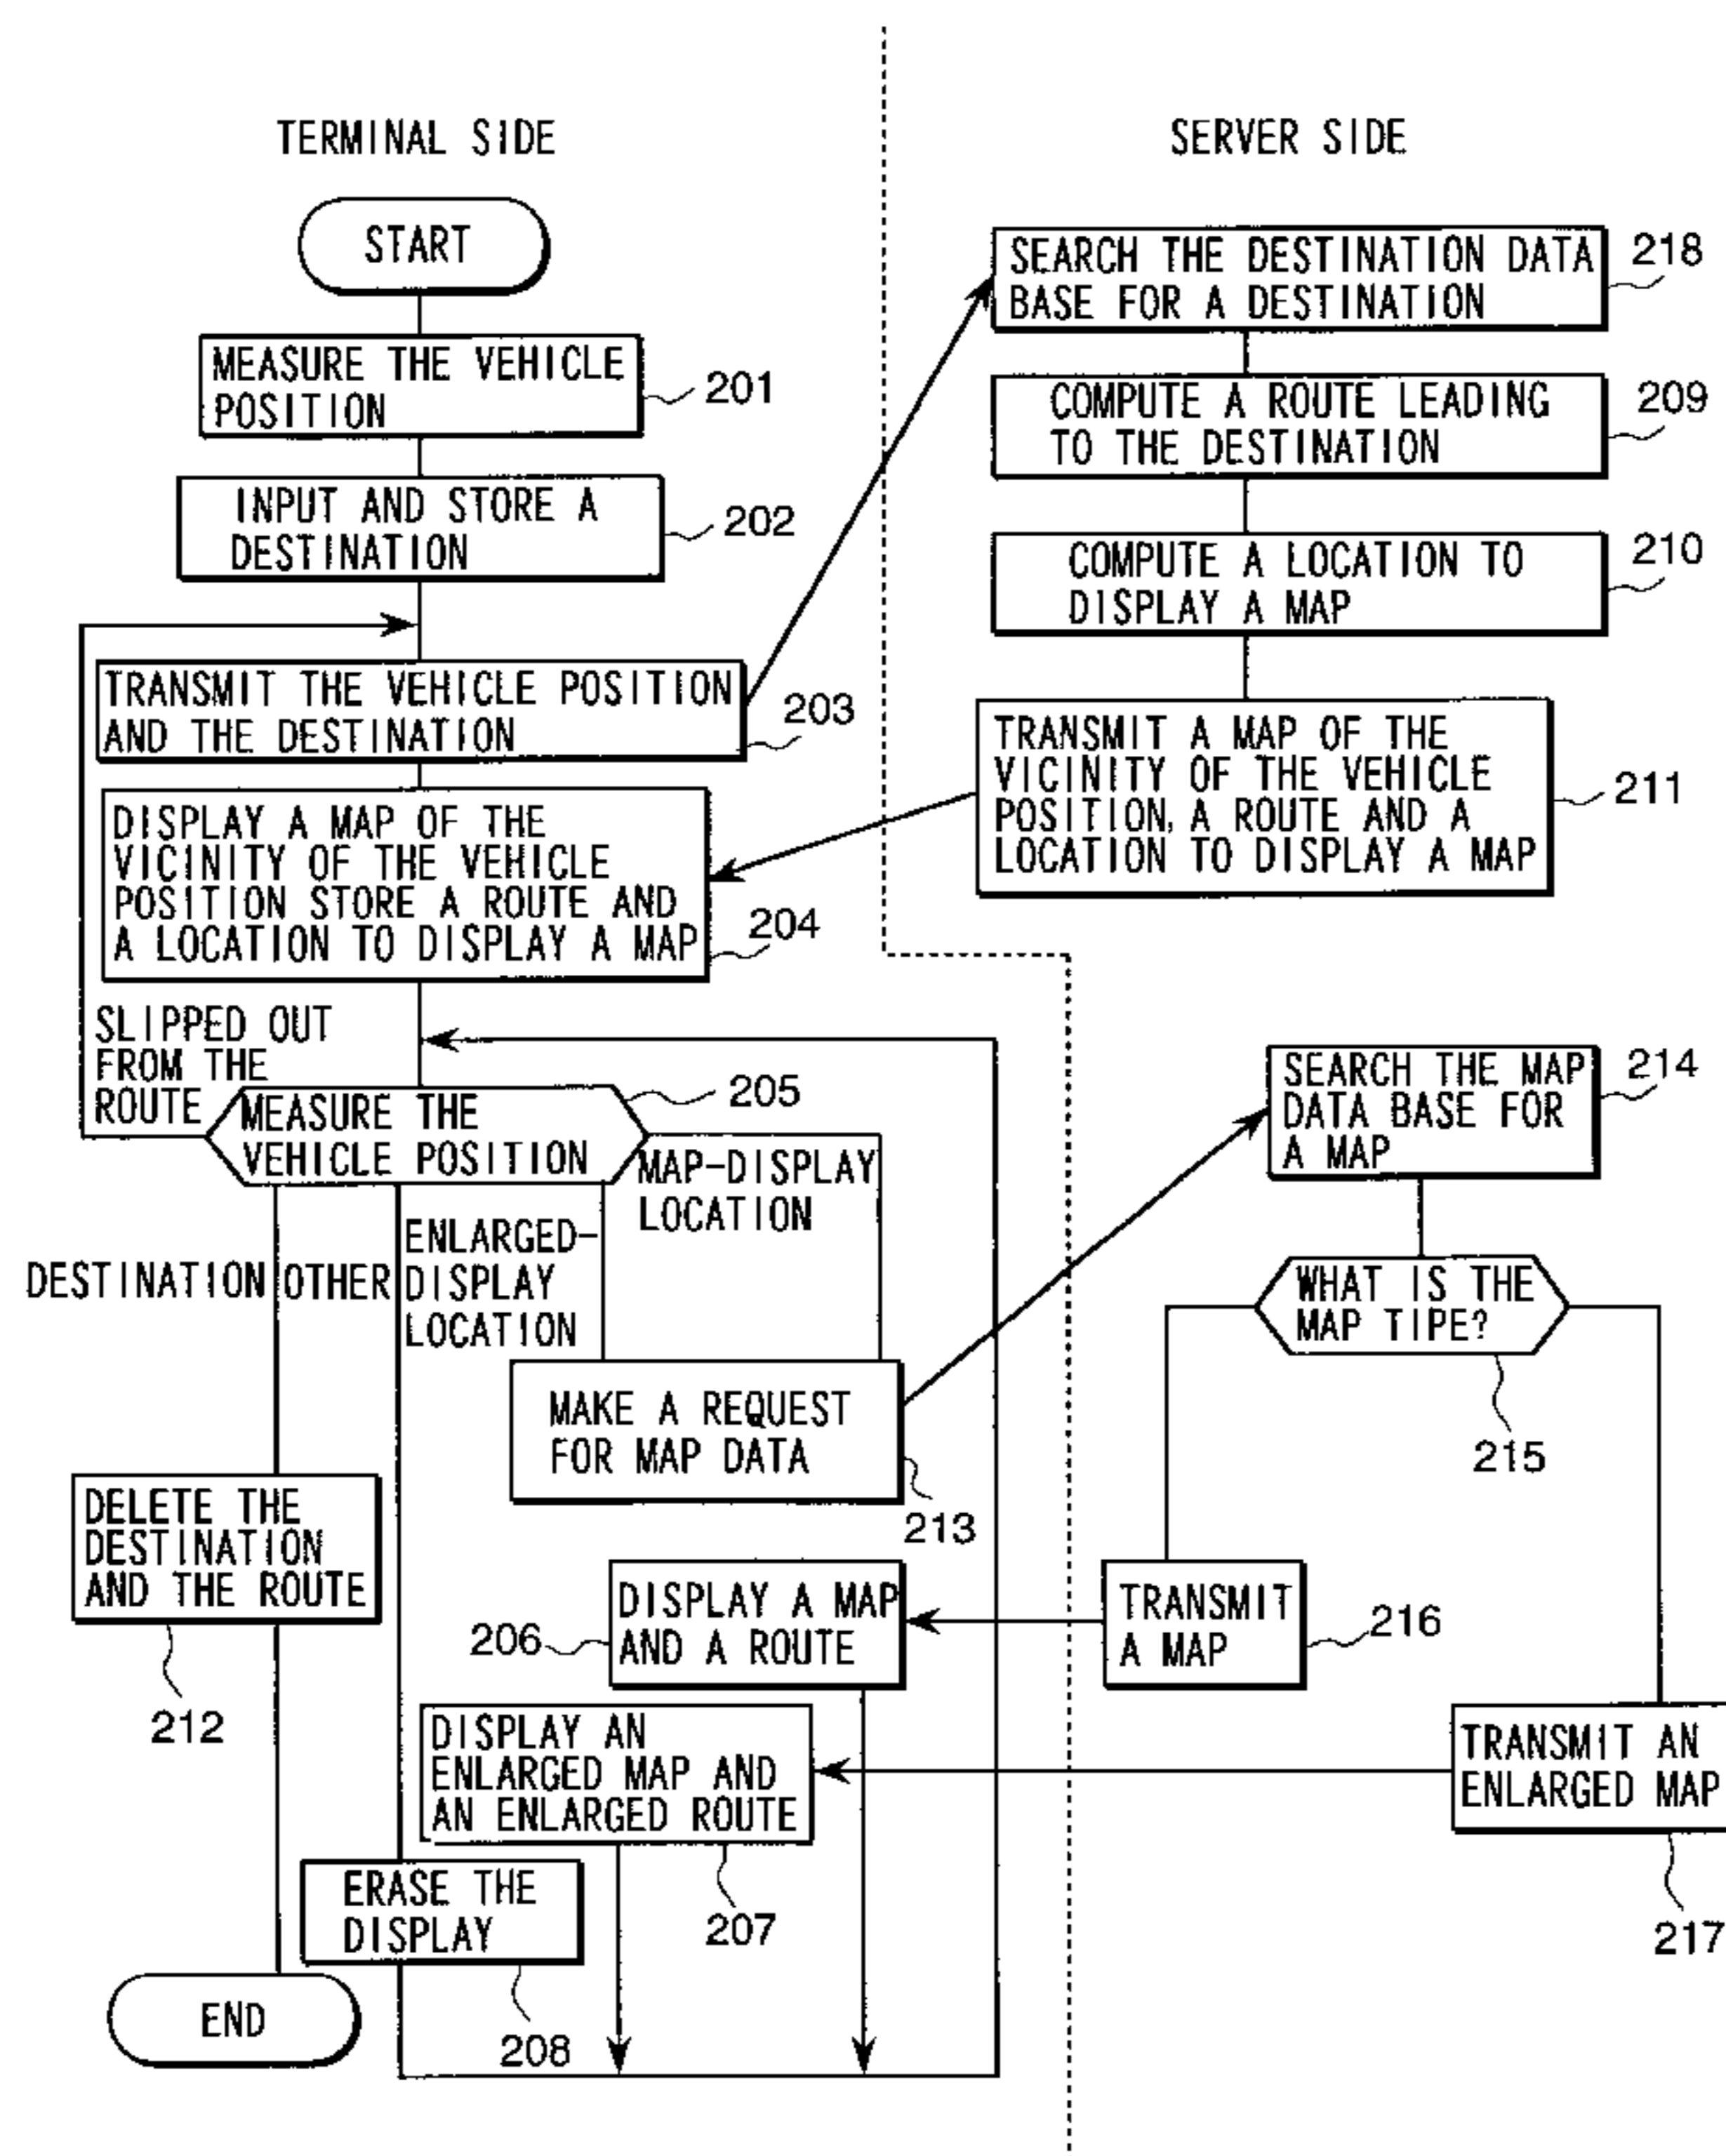 TERMINAL SIDE
START
MEASURE THE VEHICLE
POSITION
201
INPUT AND STORE A
DESTINATION
202
TRANSMIT THE VEHICLE POSITION
AND THE DESTINATION
203
DISPLAY A MAP OF THE
VICINITY OF THE VEHICLE
POSITION STORE A ROUTE AND
A LOCATION TO DISPLAY A MAP
204
SLIPPED OUT
FROM THE
ROUTE
MEASURE THE
VEHICLE POSITION
205
MAP-DISPLAY
LOCATION
ENLARGED-
DISPLAY
LOCATION
DESTINATION
OTHER
MAKE A REQUEST
FOR MAP DATA
213
DELETE THE
DESTINATION
AND THE ROUTE
212
DISPLAY A MAP
AND A ROUTE
206
DISPLAY AN
ENLARGED MAP AND
AN ENLARGED ROUTE
207
ERASE THE
DISPLAY
208
END
SERVER SIDE
SEARCH THE DESTINATION DATA
BASE FOR A DESTINATION
218
COMPUTE A ROUTE LEADING
TO THE DESTINATION
209
COMPUTE A LOCATION TO
DISPLAY A MAP
210
TRANSMIT A MAP OF THE
VICINITY OF THE VEHICLE
POSITION, A ROUTE AND A
LOCATION TO DISPLAY A MAP
211
SEARCH THE MAP
DATA BASE FOR
A MAP
214
WHAT IS THE
MAP TIPE?
215
TRANSMIT
A MAP
216
TRANSMIT AN
ENLARGED MAP
217